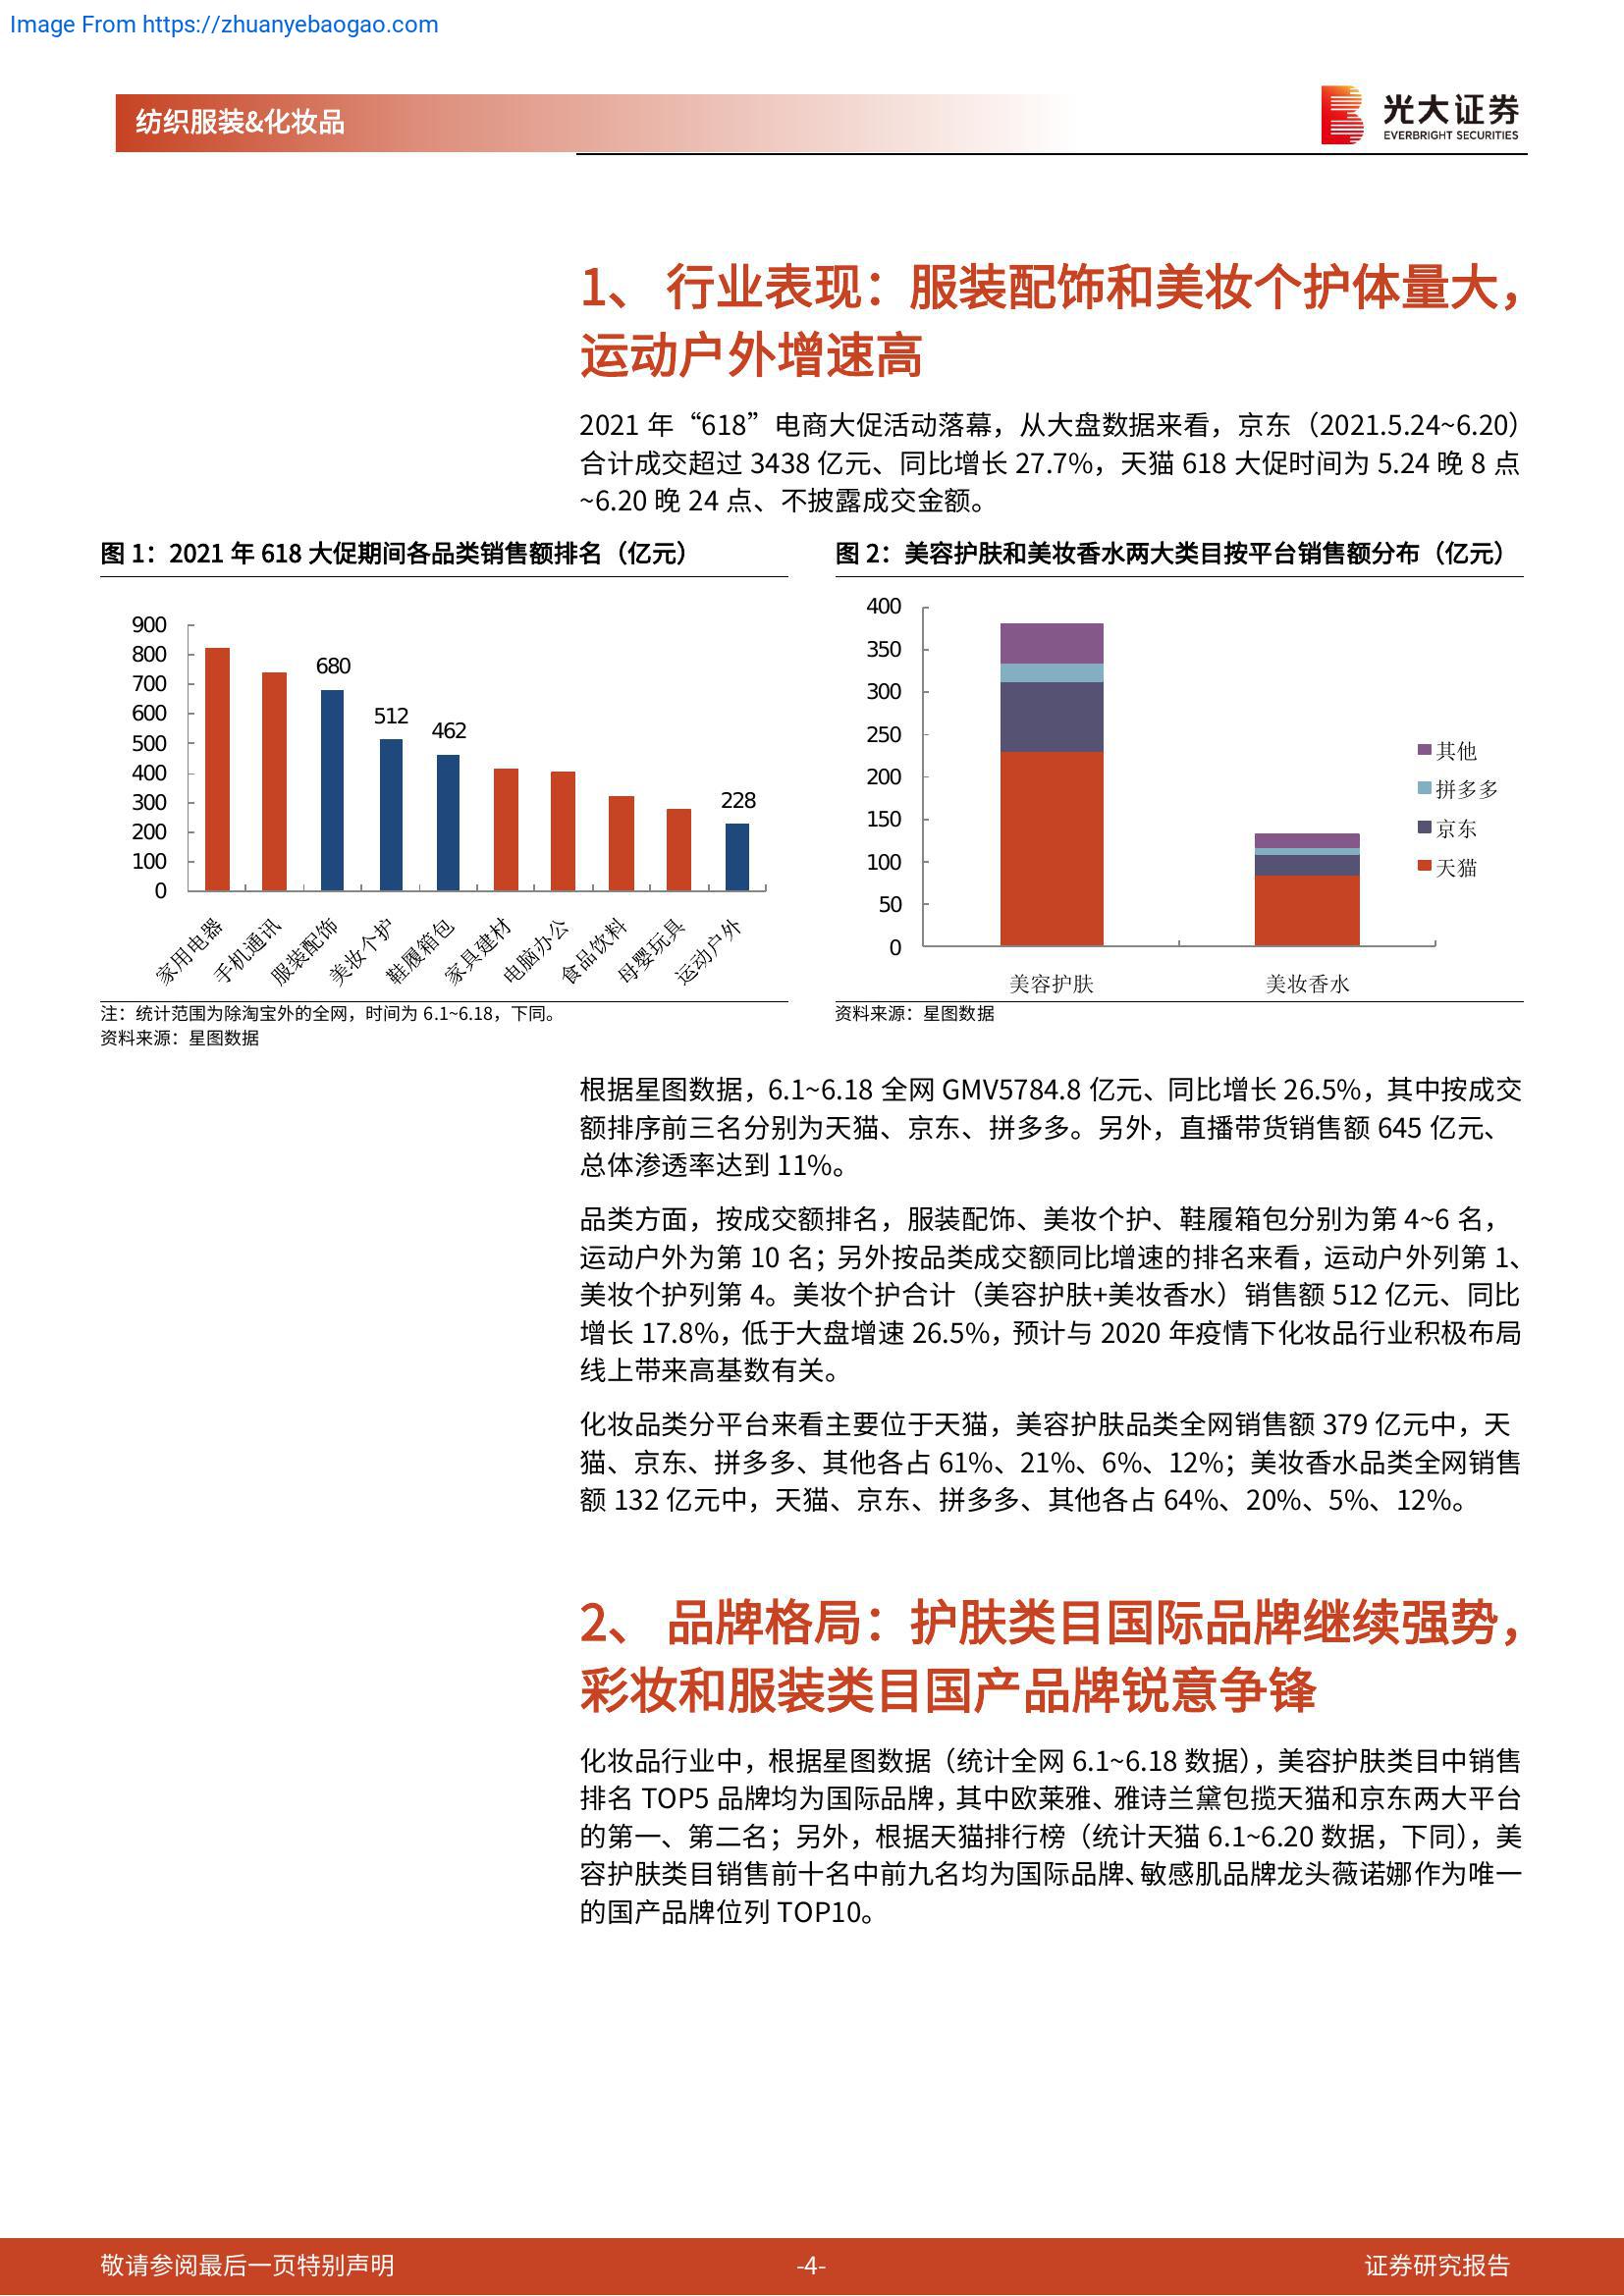 Image From https://zhuanyebaogao.com
纺织服装&化妆品
光大证券
EVERBRIGHT SECURITIES
1、 行业表现：服装配饰和美妆个护体量大，
运动户外增速高
2021 年“618”电商大促活动落幕，从大盘数据来看，京东（2021.5.24~6.20）
合计成交超过 3438 亿元、同比增长 27.7%，天猫 618 大促时间为 5.24 晚 8 点
~6.20 晚 24 点、不披露成交金额。
图 1：2021 年 618 大促期间各品类销售额排名（亿元）
900
800
700
600
500
400
300
200
100
0
680
512
462
228
家用电器
手机通讯
服装配饰
美妆个护
鞋履箱包
家具建材
电脑办公
食品饮料
母婴玩具
运动户外
注：统计范围为除淘宝外的全网，时间为 6.1~6.18，下同。
资料来源：星图数据
图 2：美容护肤和美妆香水两大类目按平台销售额分布（亿元）
400
350
300
250
200
150
100
50
0
其他
拼多多
京东
天猫
美容护肤
美妆香水
资料来源：星图数据
根据星图数据，6.1~6.18 全网 GMV5784.8 亿元、同比增长 26.5%，其中按成交
额排序前三名分别为天猫、京东、拼多多。另外，直播带货销售额 645 亿元、
总体渗透率达到 11%。
品类方面，按成交额排名，服装配饰、美妆个护、鞋履箱包分别为第 4~6 名，
运动户外为第 10 名；另外按品类成交额同比增速的排名来看，运动户外列第 1、
美妆个护列第 4。美妆个护合计（美容护肤+美妆香水）销售额 512 亿元、同比
增长 17.8%，低于大盘增速 26.5%，预计与 2020 年疫情下化妆品行业积极布局
线上带来高基数有关。
化妆品类分平台来看主要位于天猫，美容护肤品类全网销售额 379 亿元中，天
猫、京东、拼多多、其他各占 61%、21%、6%、12%；美妆香水品类全网销售
额 132 亿元中，天猫、京东、拼多多、其他各占 64%、20%、5%、12%。
2、 品牌格局：护肤类目国际品牌继续强势，
彩妆和服装类目国产品牌锐意争锋
化妆品行业中，根据星图数据（统计全网 6.1~6.18 数据），美容护肤类目中销售
排名 TOP5 品牌均为国际品牌，其中欧莱雅、雅诗兰黛包揽天猫和京东两大平台
的第一、第二名；另外，根据天猫排行榜（统计天猫 6.1~6.20 数据，下同），美
容护肤类目销售前十名中前九名均为国际品牌、敏感肌品牌龙头薇诺娜作为唯一
的国产品牌位列 TOP10。
敬请参阅最后一页特别声明
-4-
证券研究报告